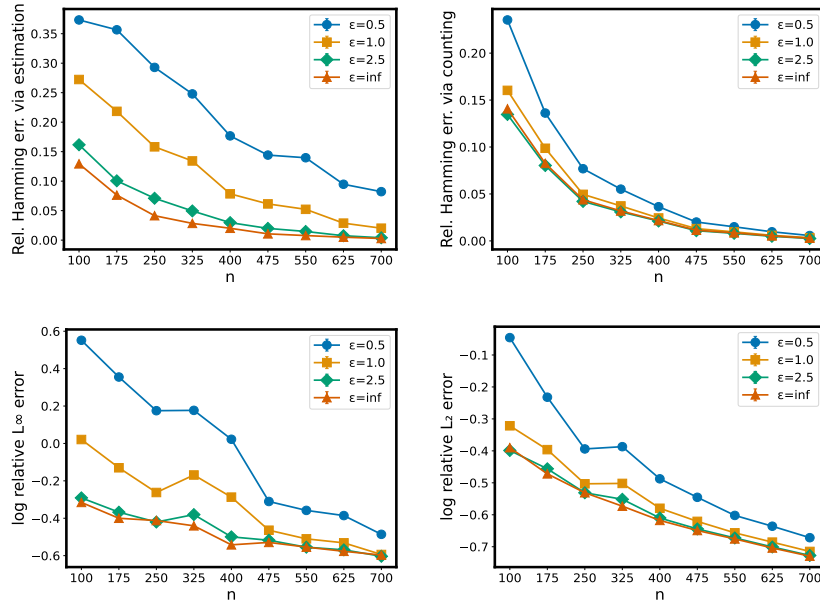 Rel. Hamming err. via estimation
0.35
0.30
0.25
0.20
0.15
0.10
0.05
0.00
100 175 250 325 400 475 550 625 700
n
ε=0.5
ε=1.0
ε=2.5
ε=inf
Rel. Hamming err. via counting
0.20
0.15
0.10
0.05
0.00
100 175 250 325 400 475 550 625 700
n
ε=0.5
ε=1.0
ε=2.5
ε=inf
log relative L∞ error
0.6
0.4
0.2
0.0
−0.2
−0.4
−0.6
100 175 250 325 400 475 550 625 700
n
ε=0.5
ε=1.0
ε=2.5
ε=inf
log relative L₂ error
−0.1
−0.2
−0.3
−0.4
−0.5
−0.6
−0.7
100 175 250 325 400 475 550 625 700
n
ε=0.5
ε=1.0
ε=2.5
ε=inf